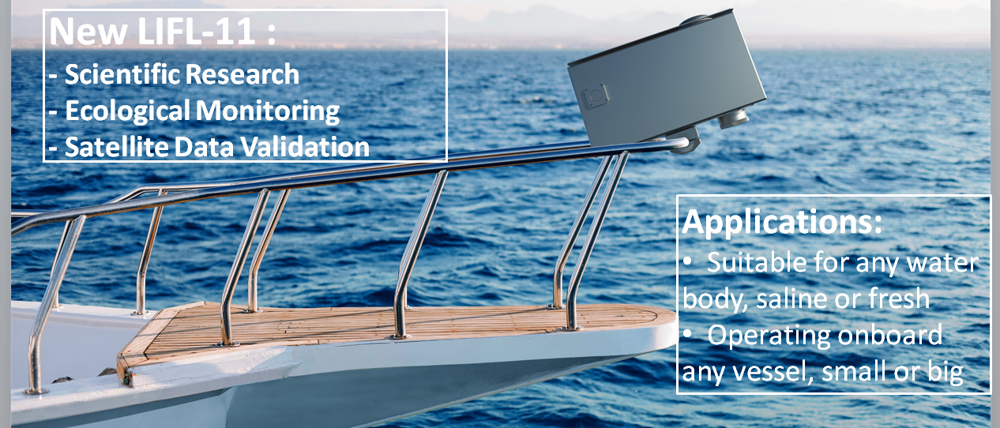 New LIFL-11 :
- Scientific Research
- Ecological Monitoring
- Satellite Data Validation
Applications:
• Suitable for any water
body, saline or fresh
• Operating onboard
any vessel, small or big